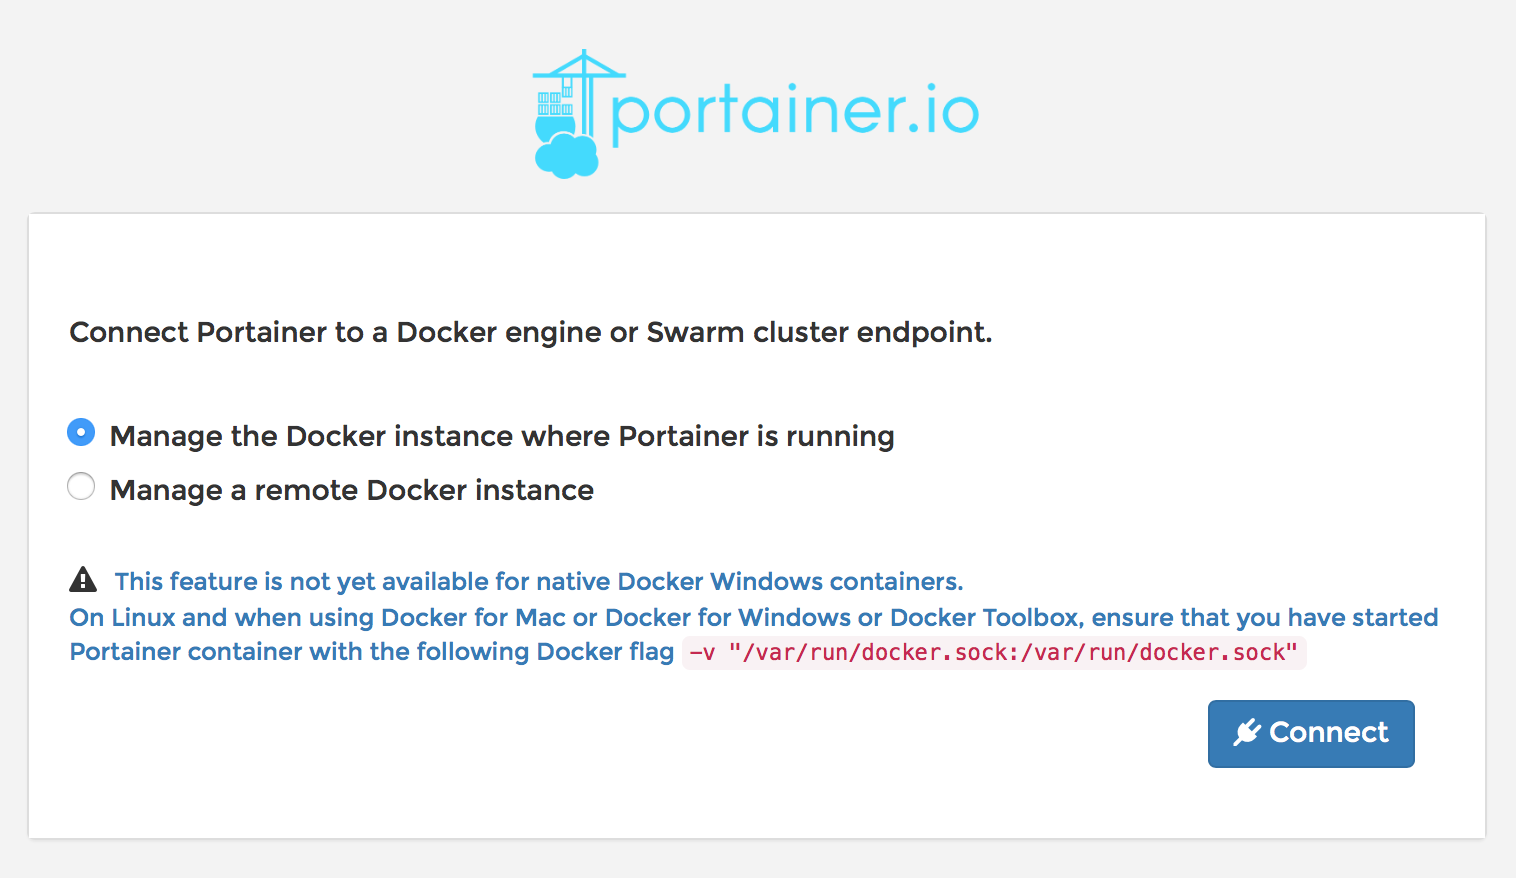 portainer.io
Connect Portainer to a Docker engine or Swarm cluster endpoint.
Manage the Docker instance where Portainer is running
Manage a remote Docker instance
This feature is not yet available for native Docker Windows containers.
On Linux and when using Docker for Mac or Docker for Windows or Docker Toolbox, ensure that you have started
Portainer container with the following Docker flag -v "/var/run/docker.sock:/var/run/docker.sock"
Connect